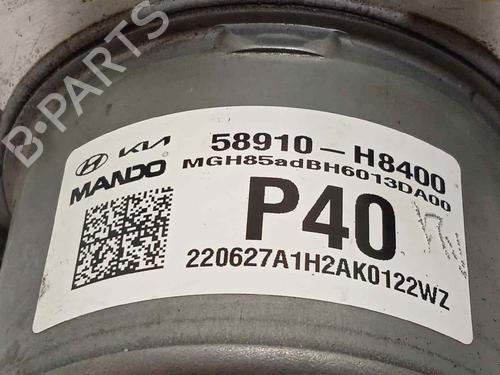 B-PARTS
KIA
58910-H8400
MANDO
MGH85adBH6013DA00
P40
220627A1H2AK0122WZ